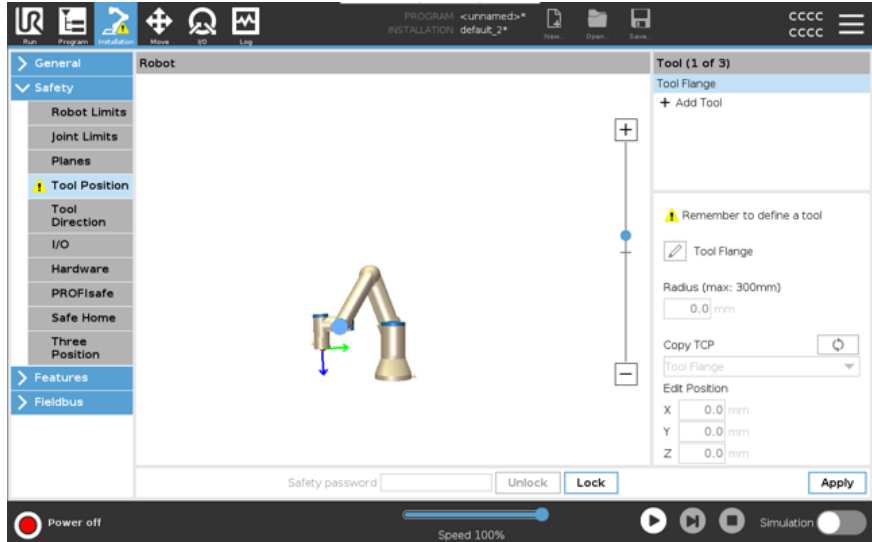 PROGRAM <unnamed>*
INSTALLATION default_2*
CCCC
CCCC
Run
Program
Installation
Move
I/O
Log
New...
Open...
Save...
General
Safety
Robot Limits
Joint Limits
Planes
Tool Position
Tool
Direction
I/O
Hardware
PROFIsafe
Safe Home
Three
Position
Features
Fieldbus
Robot
Safety password
Unlock
Lock
Tool (1 of 3)
Tool Flange
+ Add Tool
Remember to define a tool
Tool Flange
Radius (max: 300mm)
0.0 mm
Copy TCP
Tool Flange
Edit Position
X 0.0 mm
Y 0.0 mm
Z 0.0 mm
Apply
Power off
Speed 100%
Simulation